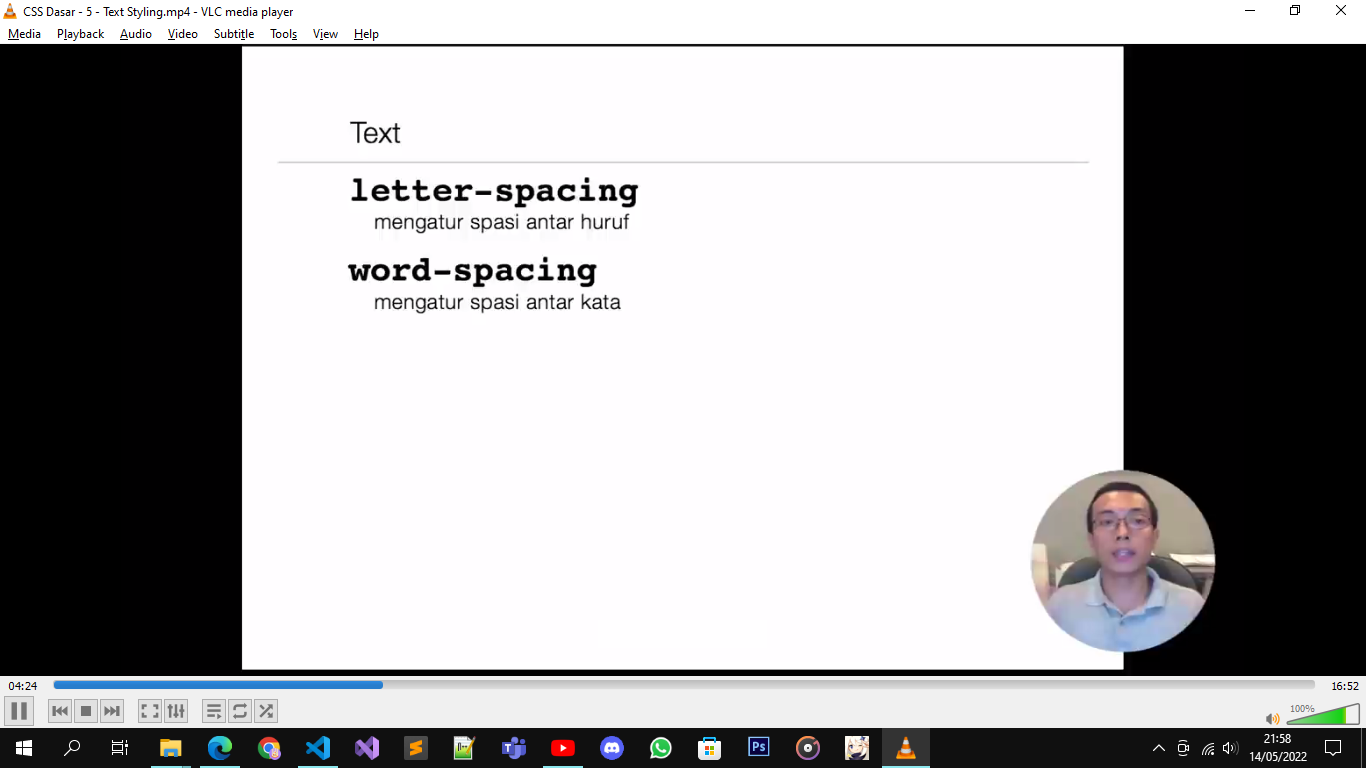 CSS Dasar - 5 - Text Styling.mp4 - VLC media player
Media Playback Audio Video Subtitle Tools View Help
Text
letter-spacing
mengatur spasi antar huruf
word-spacing
mengatur spasi antar kata
04:24
16:52
100%
Ps
21:58
14/05/2022